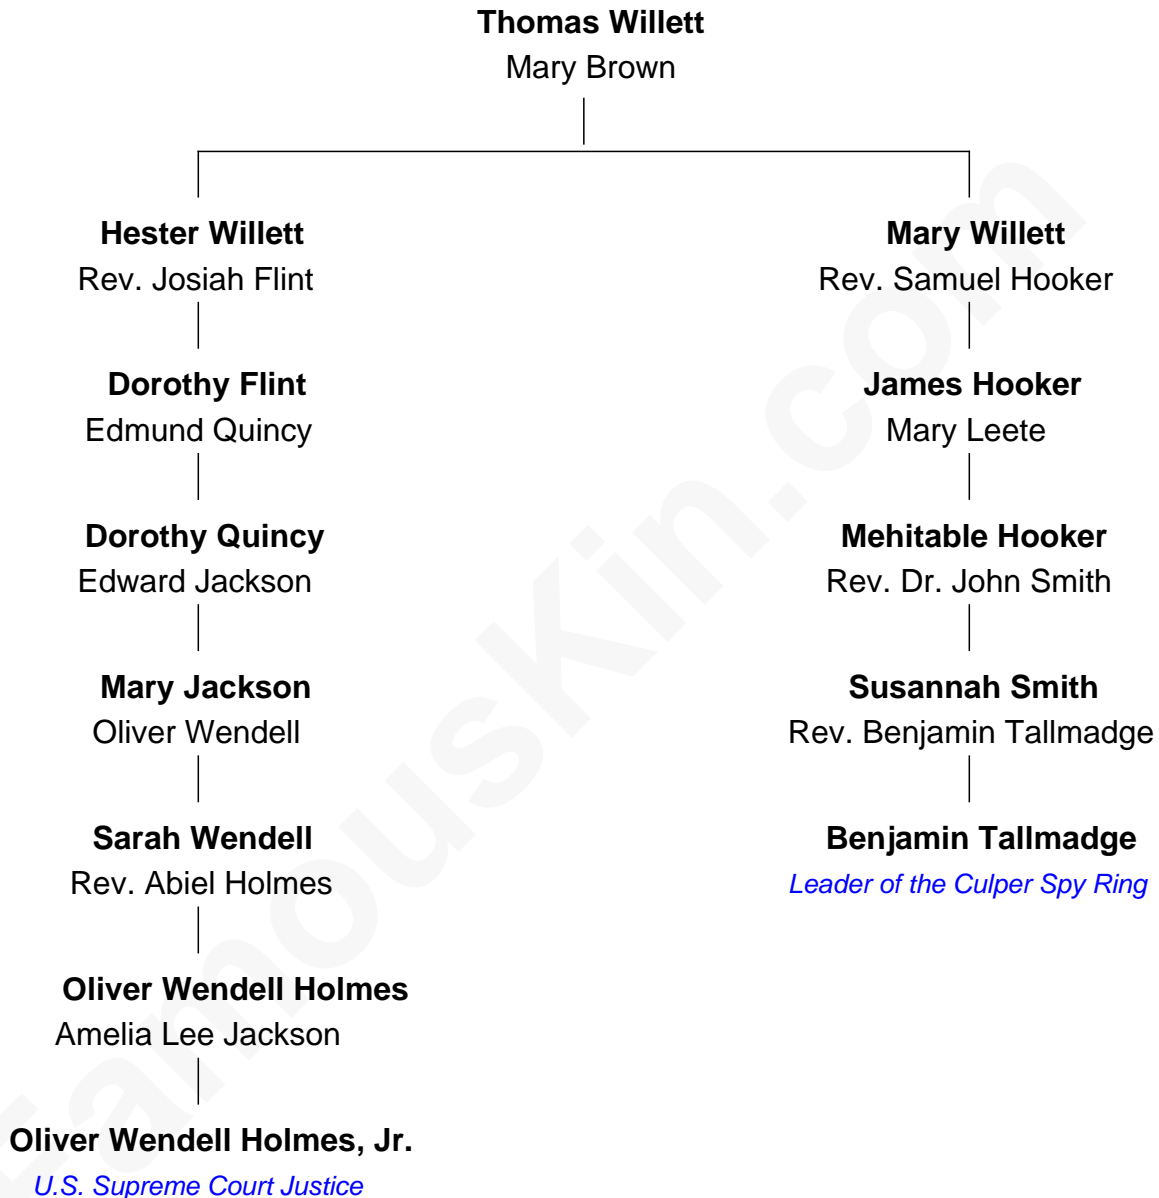 Thomas Willett
Mary Brown
Hester Willett
Rev. Josiah Flint
Mary Willett
Rev. Samuel Hooker
Dorothy Flint
Edmund Quincy
James Hooker
Mary Leete
Dorothy Quincy
Edward Jackson
Mehitable Hooker
Rev. Dr. John Smith
Mary Jackson
Oliver Wendell
Susannah Smith
Rev. Benjamin Tallmadge
Sarah Wendell
Rev. Abiel Holmes
Benjamin Tallmadge
Leader of the Culper Spy Ring
Oliver Wendell Holmes
Amelia Lee Jackson
Oliver Wendell Holmes, Jr.
U.S. Supreme Court Justice
FamousKin.com